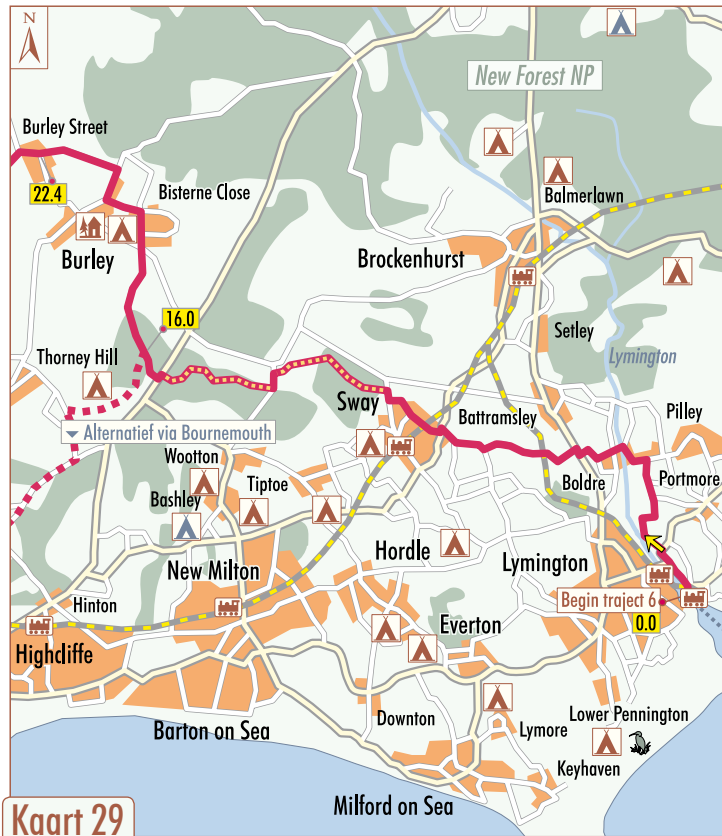 N
New Forest NP
Burley Street
22.4
Bisterne Close
Balmerlawn
Burley
Brockenhurst
16.0
Setley
Thorney Hill
Lymington
Sway
Battramsley
Pilley
Alternatief via Bournemouth
Wootton
Boldre
Portmore
Bashley
Tiptoe
Hordle
Lymington
New Milton
Begin traject 6
Hinton
Everton
0.0
Highcliffe
Downton
Lower Pennington
Barton on Sea
Lymore
Keyhaven
Milford on Sea
Kaart 29